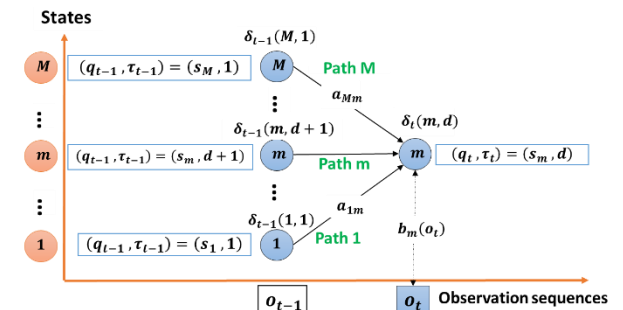 States
δ_{t−1}(M, 1)
M (q_{t−1}, τ_{t−1}) = (s_M, 1) M Path M
a_{Mm}
⋮ ⋮
δ_{t−1}(m, d + 1) δ_t(m, d)
m (q_{t−1}, τ_{t−1}) = (s_m, d + 1) m m (q_t, τ_t) = (s_m, d)
Path m
⋮ ⋮
a_{1m}
δ_{t−1}(1, 1)
b_m(o_t)
1 (q_{t−1}, τ_{t−1}) = (s_1, 1) 1 Path 1
o_{t−1} o_t Observation sequences